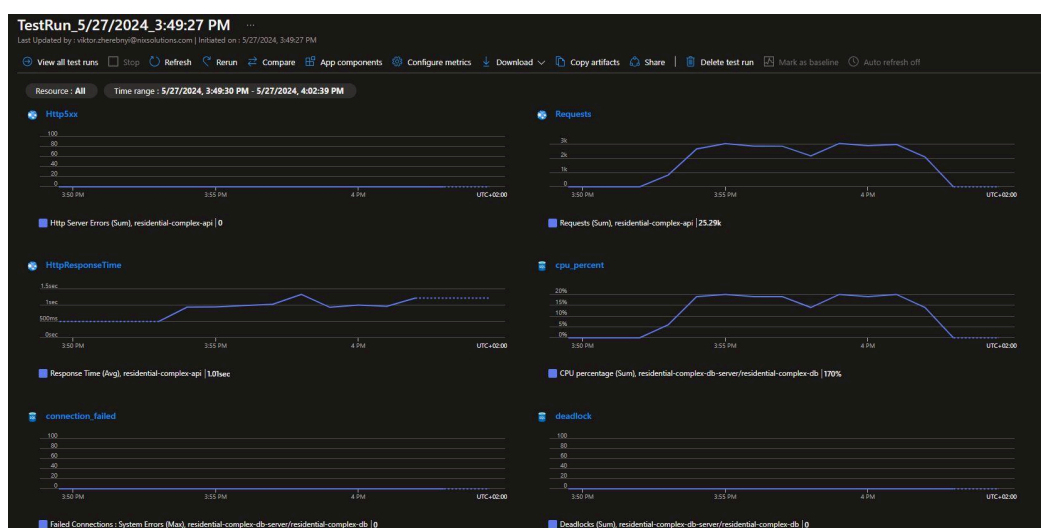 TestRun_5/27/2024_3:49:27 PM ...
Last Updated by : viktor.zherebnyi@nixsolutions.com | Initiated on : 5/27/2024, 3:49:27 PM
View all test runs Stop Refresh Rerun Compare App components Configure metrics Download Copy artifacts Share Delete test run Mark as baseline Auto refresh off
Resource : All Time range : 5/27/2024, 3:49:30 PM - 5/27/2024, 4:02:39 PM
Http5xx
100
80
60
40
20
0
3:50 PM 3:55 PM 4 PM UTC+02:00
Http Server Errors (Sum), residential-complex-api | 0
Requests
3k
2k
1k
0
3:50 PM 3:55 PM 4 PM UTC+02:00
Requests (Sum), residential-complex-api | 25.29k
HttpResponseTime
1.5sec
1sec
500ms
0sec
3:50 PM 3:55 PM 4 PM UTC+02:00
Response Time (Avg), residential-complex-api | 1.01sec
cpu_percent
20%
15%
10%
5%
0%
3:50 PM 3:55 PM 4 PM UTC+02:00
CPU percentage (Sum), residential-complex-db-server/residential-complex-db | 170%
connection_failed
100
80
60
40
20
0
3:50 PM 3:55 PM 4 PM UTC+02:00
Failed Connections : System Errors (Max), residential-complex-db-server/residential-complex-db | 0
deadlock
100
80
60
40
20
0
3:50 PM 3:55 PM 4 PM UTC+02:00
Deadlocks (Sum), residential-complex-db-server/residential-complex-db | 0